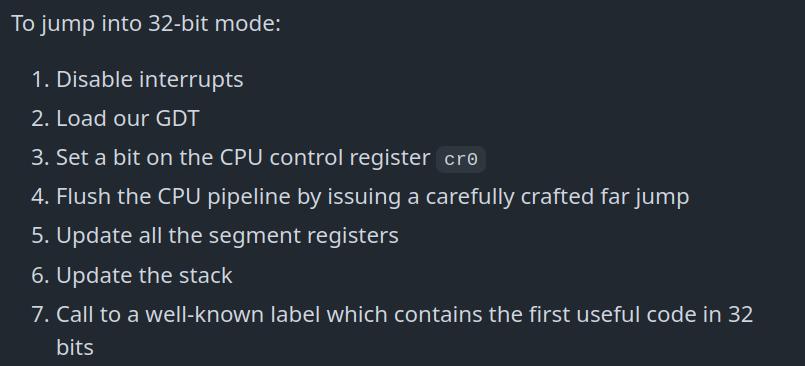 To jump into 32-bit mode:
1. Disable interrupts
2. Load our GDT
3. Set a bit on the CPU control register cr0
4. Flush the CPU pipeline by issuing a carefully crafted far jump
5. Update all the segment registers
6. Update the stack
7. Call to a well-known label which contains the first useful code in 32
bits